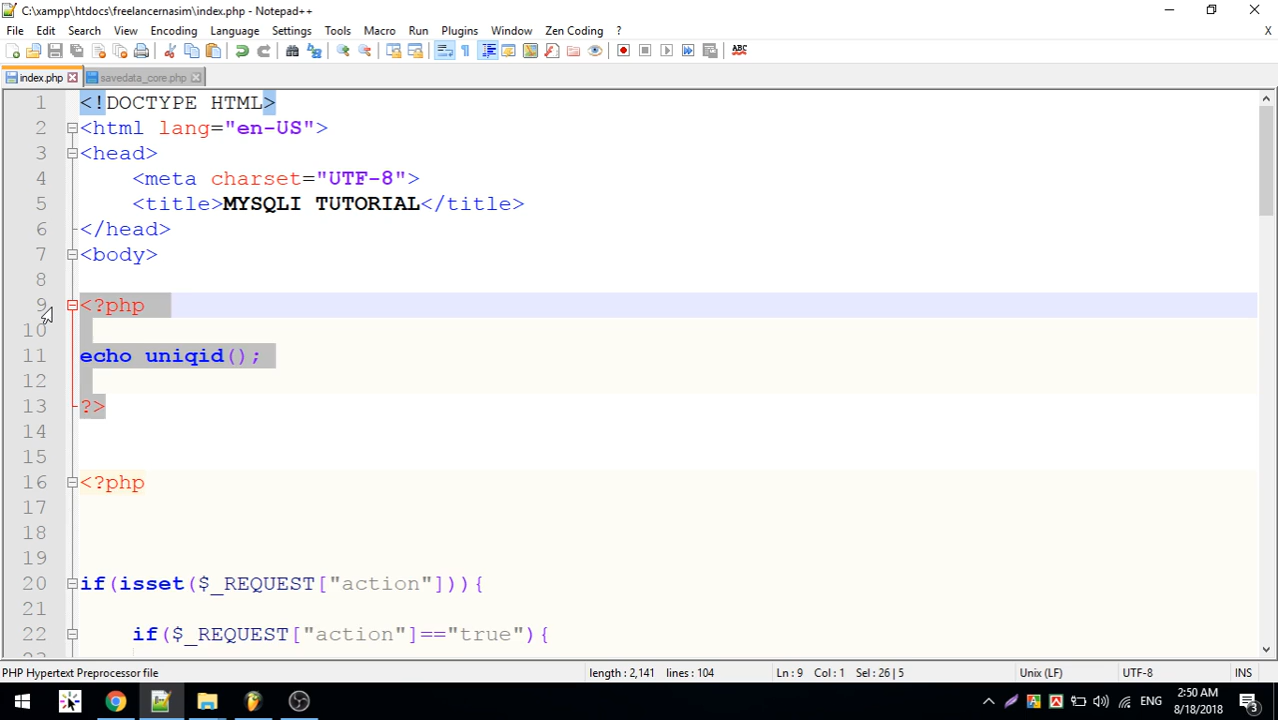 C:\xampp\htdocs\freelancernasim\index.php - Notepad++
File Edit Search View Encoding Language Settings Tools Macro Run Plugins Window Zen Coding ? X
index.php savedata_core.php
1 <!DOCTYPE HTML>
2 <html lang="en-US">
3 <head>
4 <meta charset="UTF-8">
5 <title>MYSQLI TUTORIAL</title>
6 </head>
7 <body>
8
9 <?php
10
11 echo uniqid();
12
13 ?>
14
15
16 <?php
17
18
19
20 if(isset($_REQUEST["action"])){
21
22 if($_REQUEST["action"]=="true"){
PHP Hypertext Preprocessor file length : 2,141 lines : 104 Ln : 9 Col : 1 Sel : 26 | 5 Unix (LF) UTF-8 INS
ENG 2:50 AM
8/18/2018 3